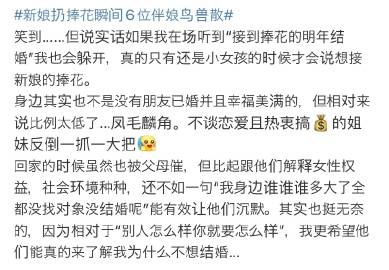 #新娘扔捧花瞬间6位伴娘鸟兽散#
笑到……但说实话如果我在场听到“接到捧花的明年结
婚”我也会躲开，真的只有还是小女孩的时候才会说想接
新娘的捧花。
身边其实也不是没有朋友已婚并且幸福美满的，但相对来
说比例太低了...凤毛麟角。不谈恋爱且热衷搞💰的姐
妹反倒一抓一大把😂
回家的时候虽然也被父母催，但比起跟他们解释女性权
益，社会环境种种，还不如一句“我身边谁谁谁多大了全
都没找对象没结婚呢”能有效让他们沉默。其实也挺无奈
的，因为相对于“别人怎么样你就要怎么样”，我更希望他
们能真的来了解我为什么不想结婚...